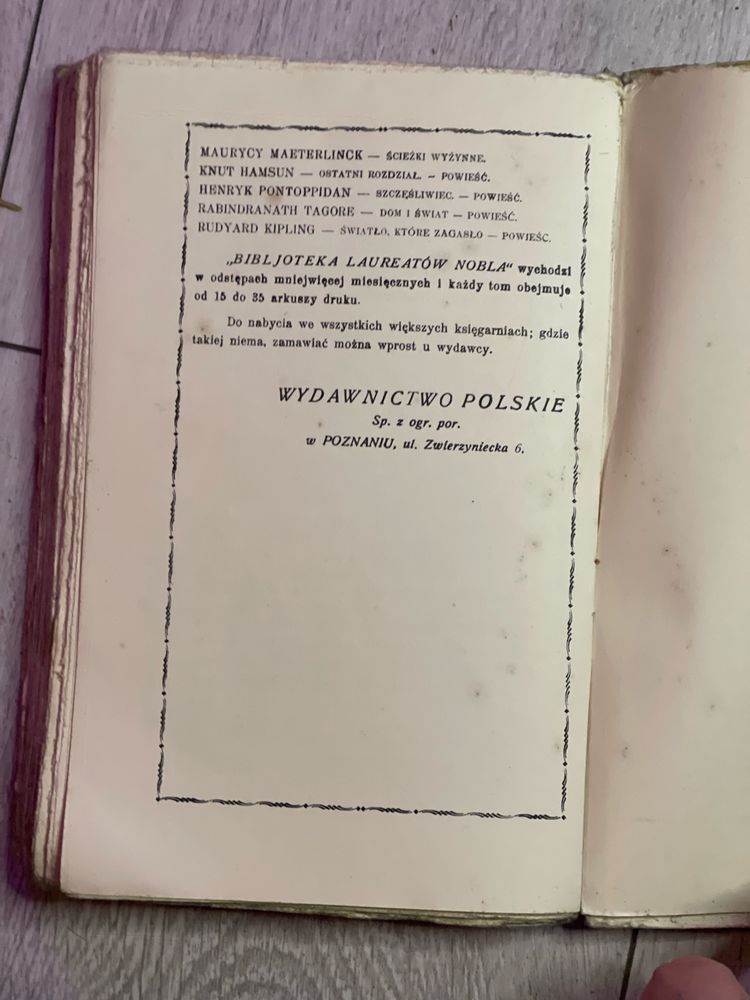 MAURYCY MAETERLINCK — ŚCIEŻKI WYŻYNNE.
KNUT HAMSUN — OSTATNI ROZDZIAŁ. — POWIEŚĆ.
HENRYK PONTOPPIDAN — SZCZĘŚLIWIEC. — POWIEŚĆ.
RABINDRANATH TAGORE — DOM I ŚWIAT — POWIEŚĆ.
RUDYARD KIPLING — ŚWIATŁO, KTÓRE ZAGASŁO — POWIEŚC.
„BIBLJOTEKA LAUREATÓW NOBLA" wychodzi
w odstępach mniejwięcej miesięcznych i każdy tom obejmuje
od 15 do 35 arkuszy druku.
Do nabycia we wszystkich większych księgarniach; gdzie
takiej niema, zamawiać można wprost u wydawcy.
WYDAWNICTWO POLSKIE
Sp. z ogr. por.
w POZNANIU, ul. Zwierzyniecka 6.